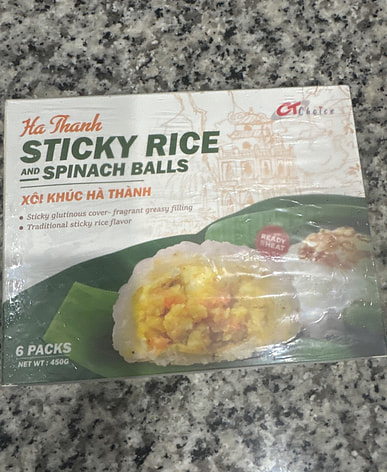 Ha Thanh
CT Choice
STICKY RICE
AND SPINACH BALLS
XÔI KHÚC HÀ THÀNH
• Sticky glutinous cover- fragrant greasy filling
• Traditional sticky rice flavor
READY
TO HEAT
6 PACKS
NET WT : 450G